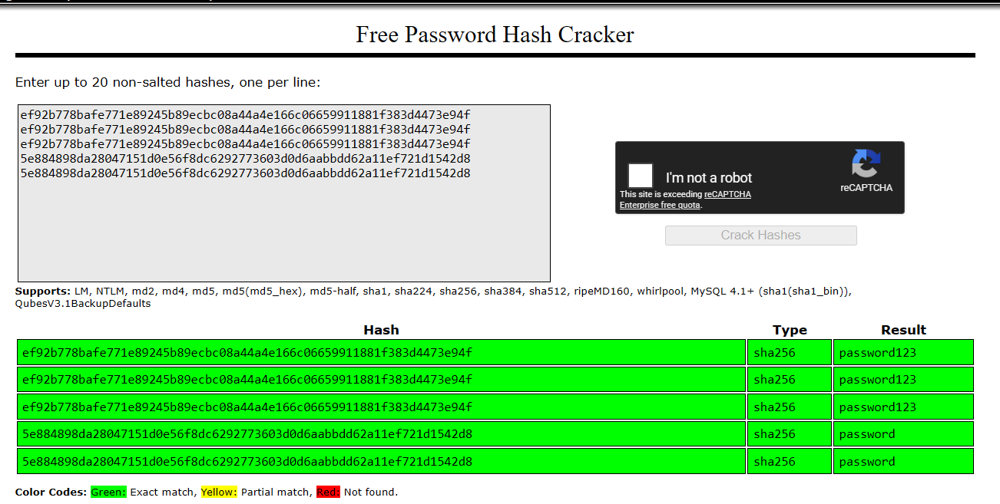 Free Password Hash Cracker
Enter up to 20 non-salted hashes, one per line:
ef92b778bafe771e89245b89ecbc08a44a4e166c06659911881f383d4473e94f
ef92b778bafe771e89245b89ecbc08a44a4e166c06659911881f383d4473e94f
ef92b778bafe771e89245b89ecbc08a44a4e166c06659911881f383d4473e94f
5e884898da28047151d0e56f8dc6292773603d0d6aabbdd62a11ef721d1542d8
5e884898da28047151d0e56f8dc6292773603d0d6aabbdd62a11ef721d1542d8
I'm not a robot
reCAPTCHA
This site is exceeding reCAPTCHA
Enterprise free quota.
Crack Hashes
Supports: LM, NTLM, md2, md4, md5, md5(md5_hex), md5-half, sha1, sha224, sha256, sha384, sha512, ripeMD160, whirlpool, MySQL 4.1+ (sha1(sha1_bin)),
QubesV3.1BackupDefaults
Hash Type Result
ef92b778bafe771e89245b89ecbc08a44a4e166c06659911881f383d4473e94f sha256 password123
ef92b778bafe771e89245b89ecbc08a44a4e166c06659911881f383d4473e94f sha256 password123
ef92b778bafe771e89245b89ecbc08a44a4e166c06659911881f383d4473e94f sha256 password123
5e884898da28047151d0e56f8dc6292773603d0d6aabbdd62a11ef721d1542d8 sha256 password
5e884898da28047151d0e56f8dc6292773603d0d6aabbdd62a11ef721d1542d8 sha256 password
Color Codes: Green: Exact match, Yellow: Partial match, Red: Not found.